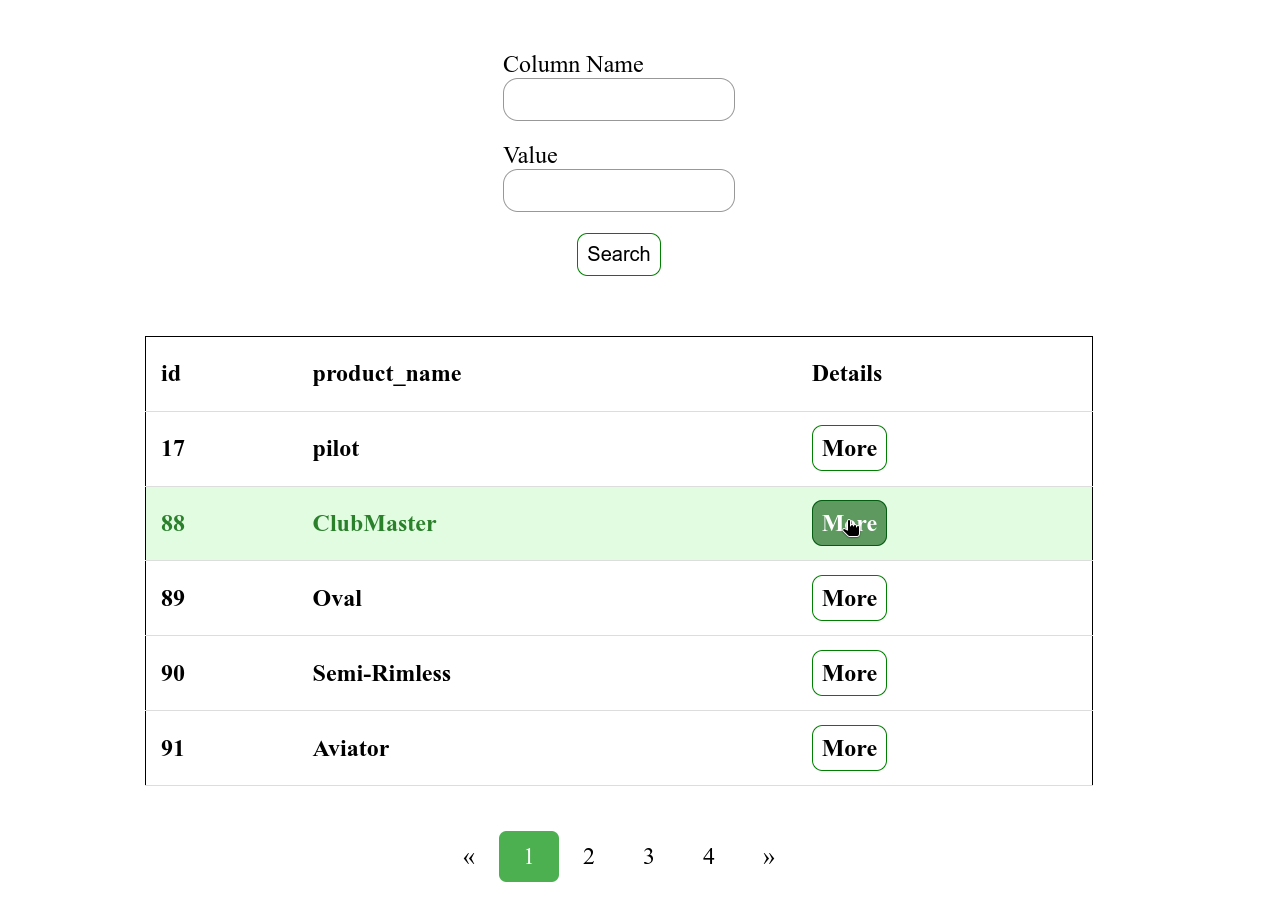 Column Name
Value
Search
id product_name Details
17 pilot More
88 ClubMaster More
89 Oval More
90 Semi-Rimless More
91 Aviator More
« 1 2 3 4 »